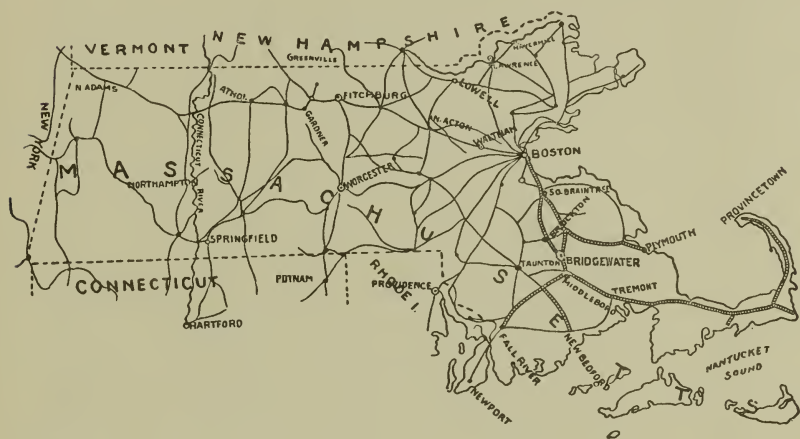 VERMONT
NEW HAMPSHIRE
GREENVILLE
HAVERHILL
LAWRENCE
N. ADAMS
ATHOL
FITCHBURG
LOWELL
GARDNER
CONNECTICUT RIVER
NEW YORK
WALTHAM
BOSTON
MASSACHUSETTS
NORTHAMPTON
WORCESTER
SO. BRAINTREE
BROCKTON
PROVINCETOWN
SPRINGFIELD
PLYMOUTH
TAUNTON
BRIDGEWATER
CONNECTICUT
PUTNAM
RHODE I.
PROVIDENCE
MIDDLEBORO
TREMONT
HARTFORD
FALL RIVER
NEW BEDFORD
NEWPORT
NANTUCKET
SOUND